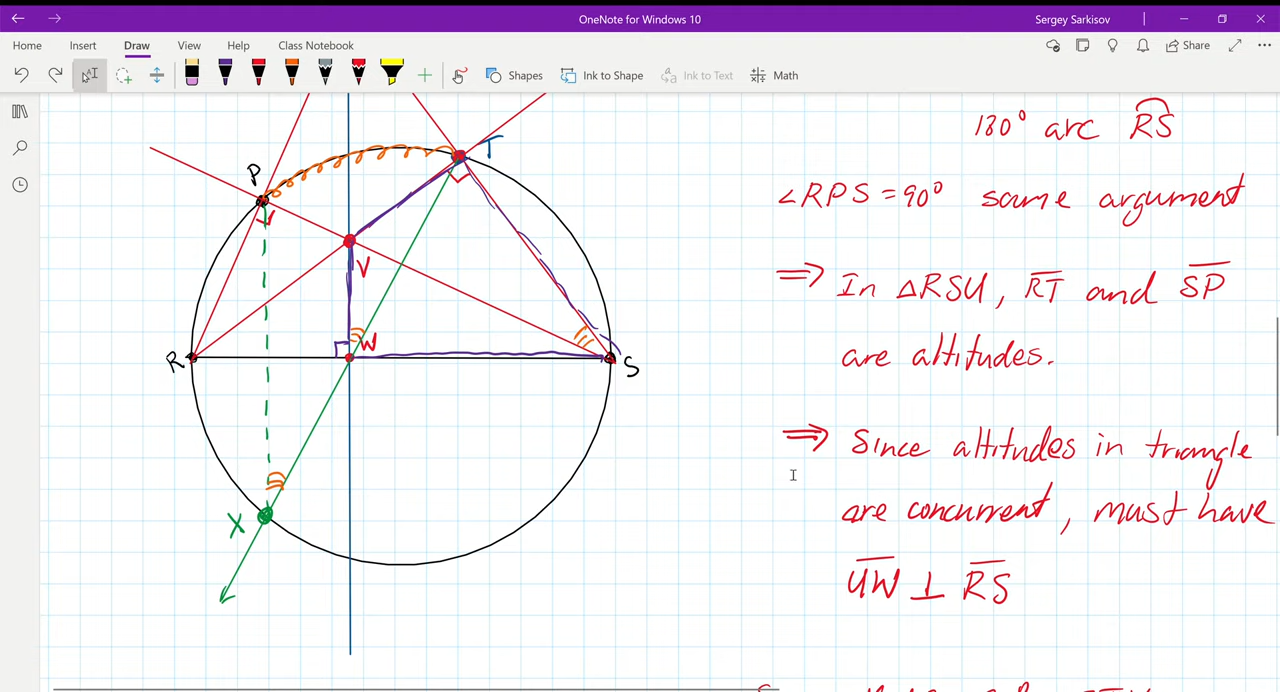 OneNote for Windows 10
Sergey Sarkisov
Home Insert Draw View Help Class Notebook
Share
Shapes
Ink to Shape
Ink to Text
Math
180° arc RS
∠RPS = 90° same argument
⇒ In △RSU, RT and SP
are altitudes.
⇒ Since altitudes in triangle
are concurrent, must have
UW ⊥ RS
P
T
V
R
W
S
X